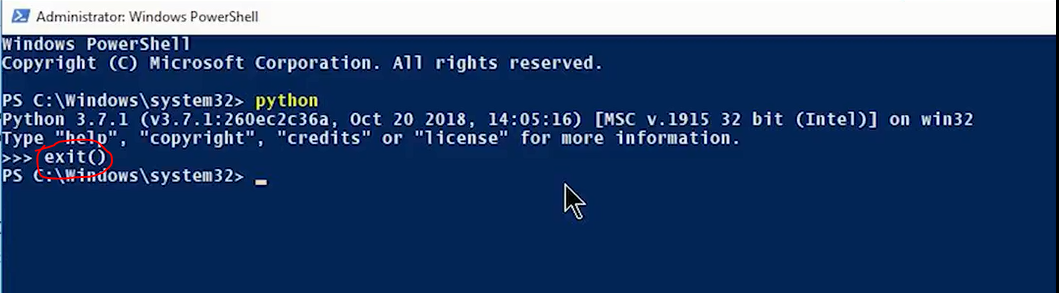 Administrator: Windows PowerShell
Windows PowerShell
Copyright (C) Microsoft Corporation. All rights reserved.
PS C:\Windows\system32> python
Python 3.7.1 (v3.7.1:260ec2c36a, Oct 20 2018, 14:05:16) [MSC v.1915 32 bit (Intel)] on win32
Type "help", "copyright", "credits" or "license" for more information.
>>> exit()
PS C:\Windows\system32>